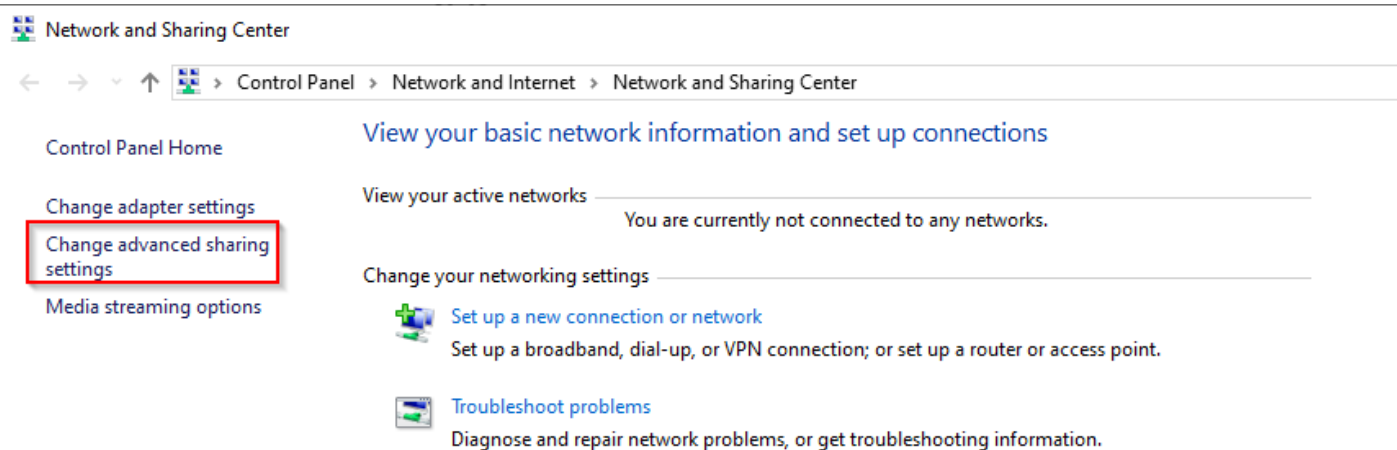 Network and Sharing Center
Control Panel > Network and Internet > Network and Sharing Center
Control Panel Home
Change adapter settings
Change advanced sharing
settings
Media streaming options
View your basic network information and set up connections
View your active networks
You are currently not connected to any networks.
Change your networking settings
Set up a new connection or network
Set up a broadband, dial-up, or VPN connection; or set up a router or access point.
Troubleshoot problems
Diagnose and repair network problems, or get troubleshooting information.